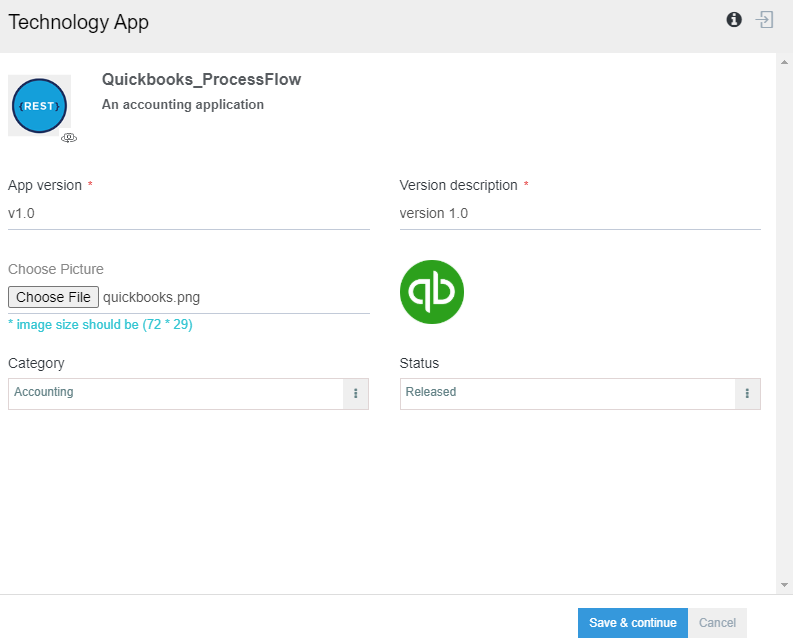 Technology App
{REST}
Quickbooks_ProcessFlow
An accounting application
App version *
Version description *
v1.0
version 1.0
Choose Picture
Choose File quickbooks.png
* image size should be (72 * 29)
qb
Category
Status
Accounting
Released
Save & continue
Cancel